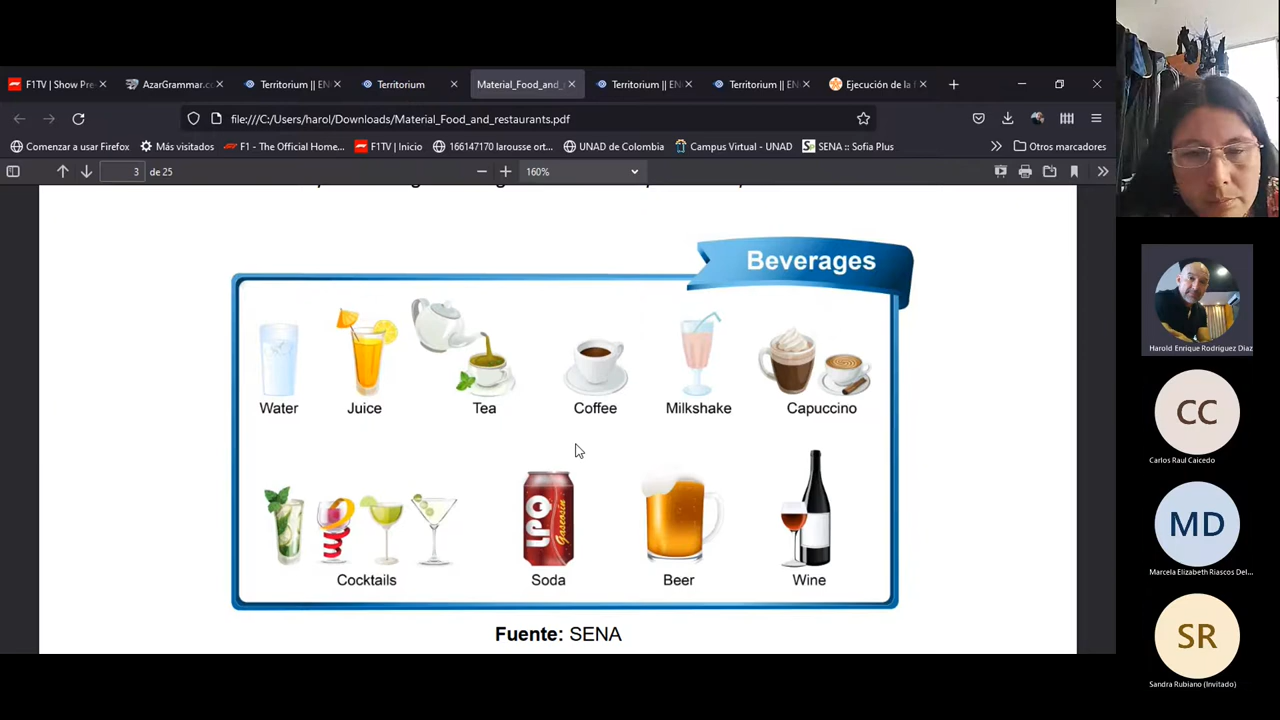 F1TV | Show Pre
AzarGrammar.c
Territorium || EN
Territorium
Material_Food_and_
Territorium || EN
Territorium || EN
Ejecución de la f
file:///C:/Users/harol/Downloads/Material_Food_and_restaurants.pdf
Comenzar a usar Firefox
Más visitados
F1 - The Official Home...
F1TV | Inicio
166147170 larousse ort...
UNAD de Colombia
Campus Virtual - UNAD
SENA :: Sofia Plus
Otros marcadores
3 de 25
160%
Beverages
Water Juice Tea Coffee Milkshake Capuccino
LPQ
Gaseosin
Cocktails Soda Beer Wine
Fuente: SENA
Harold Enrique Rodriguez Diaz
CC
Carlos Raul Caicedo
MD
Marcela Elizabeth Riascos Del...
SR
Sandra Rubiano (Invitado)